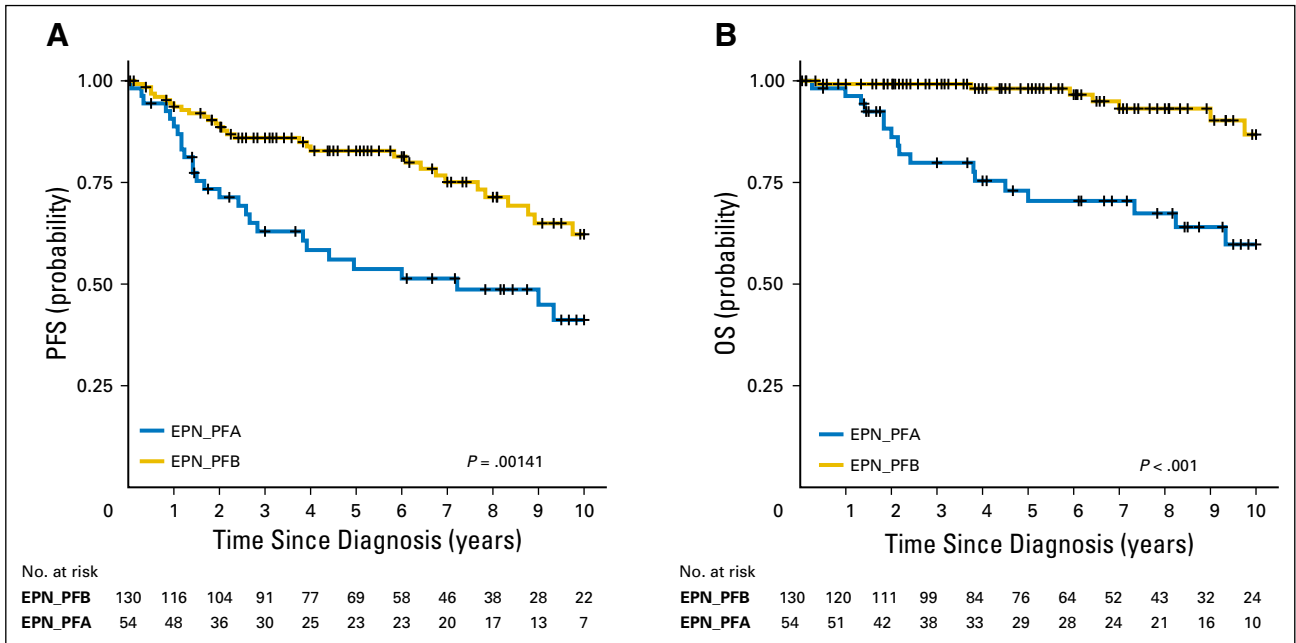 A
1.00
0.75
0.50
0.25
PFS (probability)
EPN_PFA
EPN_PFB
P = .00141
0 1 2 3 4 5 6 7 8 9 10
Time Since Diagnosis (years)
No. at risk
EPN_PFB 130 116 104 91 77 69 58 46 38 28 22
EPN_PFA 54 48 36 30 25 23 23 20 17 13 7
B
1.00
0.75
0.50
0.25
OS (probability)
EPN_PFA
EPN_PFB
P < .001
0 1 2 3 4 5 6 7 8 9 10
Time Since Diagnosis (years)
No. at risk
EPN_PFB 130 120 111 99 84 76 64 52 43 32 24
EPN_PFA 54 51 42 38 33 29 28 24 21 16 10